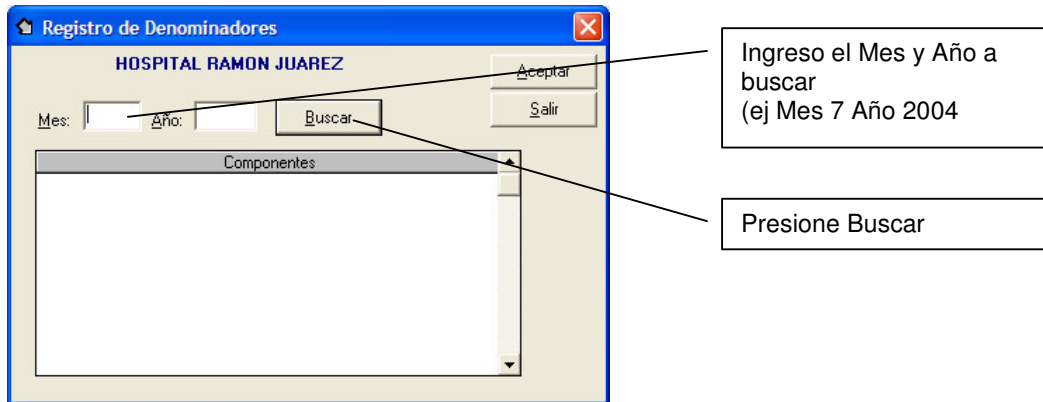 Registro de Denominadores
HOSPITAL RAMON JUAREZ
Aceptar
Mes: Año: Buscar
Salir
Componentes
Ingreso el Mes y Año a
buscar
(ej Mes 7 Año 2004
Presione Buscar